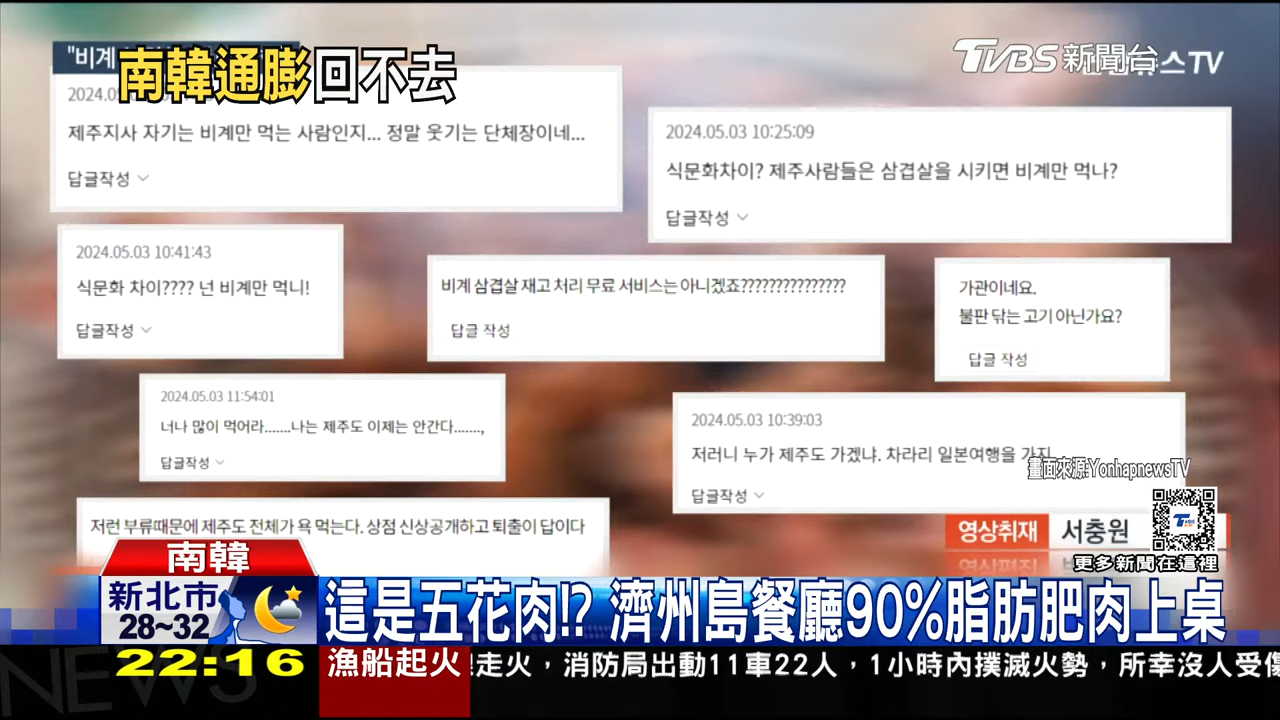 "비계
南韓通膨回不去
TVBS新聞台
스TV
제주지사 자기는 비계만 먹는 사람인지... 정말 웃기는 단체장이네...
답글작성
2024.05.03 10:25:09
식문화차이? 제주사람들은 삼겹살을 시키면 비계만 먹나?
답글작성
2024.05.03 10:41:43
식문화 차이???? 넌 비계만 먹니!
답글작성
비계 삼겹살 재고 처리 무료 서비스는 아니겠죠???????????????
답글 작성
가관이네요.
불판 닦는 고기 아닌가요?
답글 작성
2024.05.03 11:54:01
너나 많이 먹어라.......나는 제주도 이제는 안간다.......,
답글작성
2024.05.03 10:39:03
저러니 누가 제주도 가겠냐. 차라리 일본여행을 가지
답글작성
畫面來源:YonhapnewsTV
저런 부류때문에 제주도 전체가 욕 먹는다. 상점 신상공개하고 퇴출이 답이다
영상취재 서충원
영상편집
TVBS
更多新聞在這裡
南韓
新北市
28~32
這是五花肉!? 濟州島餐廳90%脂肪肥肉上桌
22:16
漁船起火
走火，消防局出動11車22人，1小時內撲滅火勢，所幸沒人受傷
NEWS